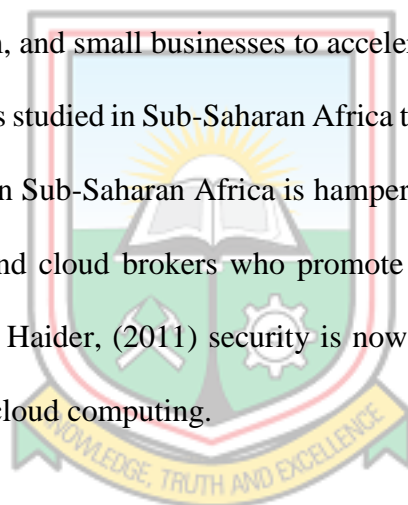 , and small businesses to acceler
s studied in Sub-Saharan Africa t
n Sub-Saharan Africa is hamper
nd cloud brokers who promote
Haider, (2011) security is now
cloud computing.
KNOWLEDGE, TRUTH AND EXCELLENCE